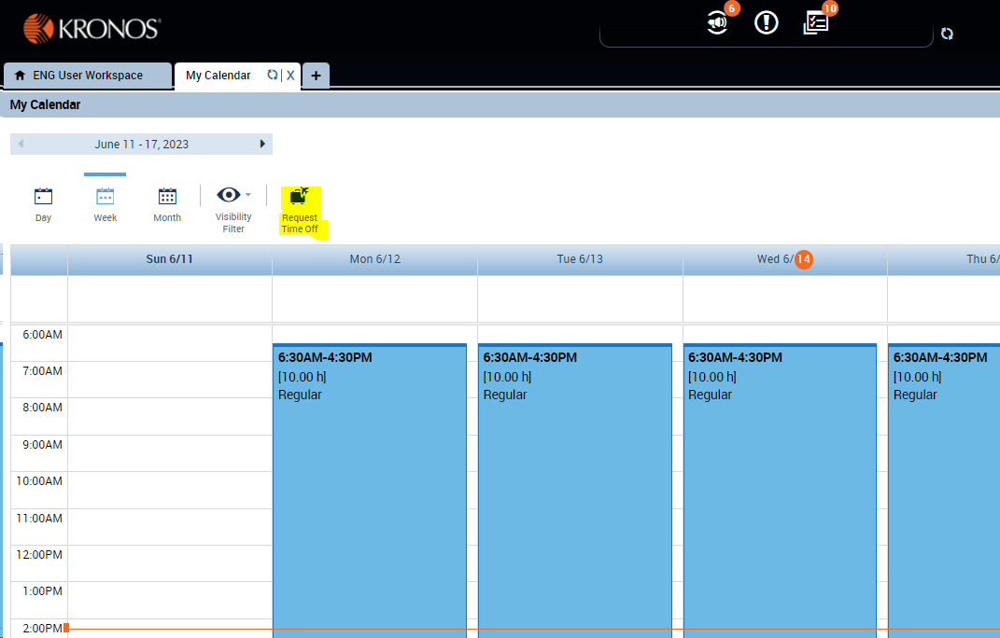 KRONOS
6
10
ENG User Workspace
My Calendar
X
+
My Calendar
June 11 - 17, 2023
Day
Week
Month
Visibility
Filter
Request
Time Off
Sun 6/11
Mon 6/12
Tue 6/13
Wed 6/14
Thu 6/
6:00AM
7:00AM
8:00AM
9:00AM
10:00AM
11:00AM
12:00PM
1:00PM
2:00PM
6:30AM-4:30PM
[10.00 h]
Regular
6:30AM-4:30PM
[10.00 h]
Regular
6:30AM-4:30PM
[10.00 h]
Regular
6:30AM-4:30PM
[10.00 h]
Regular